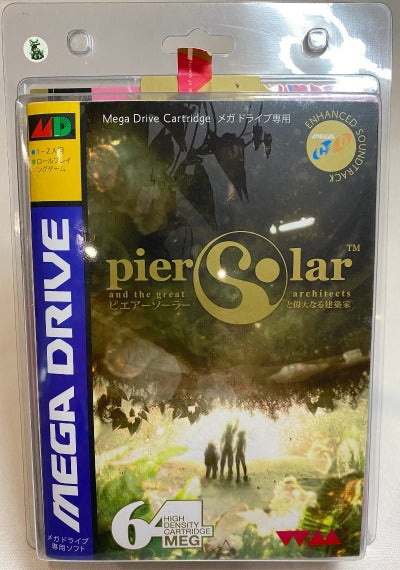 MD
1~2人用
ロールプレイ
ングゲーム
Mega Drive Cartridge メガドライブ専用
ENHANCED SOUNDTRACK
MEGA
CD
pier Solar™
and the great architects
ピエアーソーラー と偉大なる建築家
MEGA DRIVE
メガドライブ
専用ソフト
64
HIGH
DENSITY
CARTRIDGE
MEG